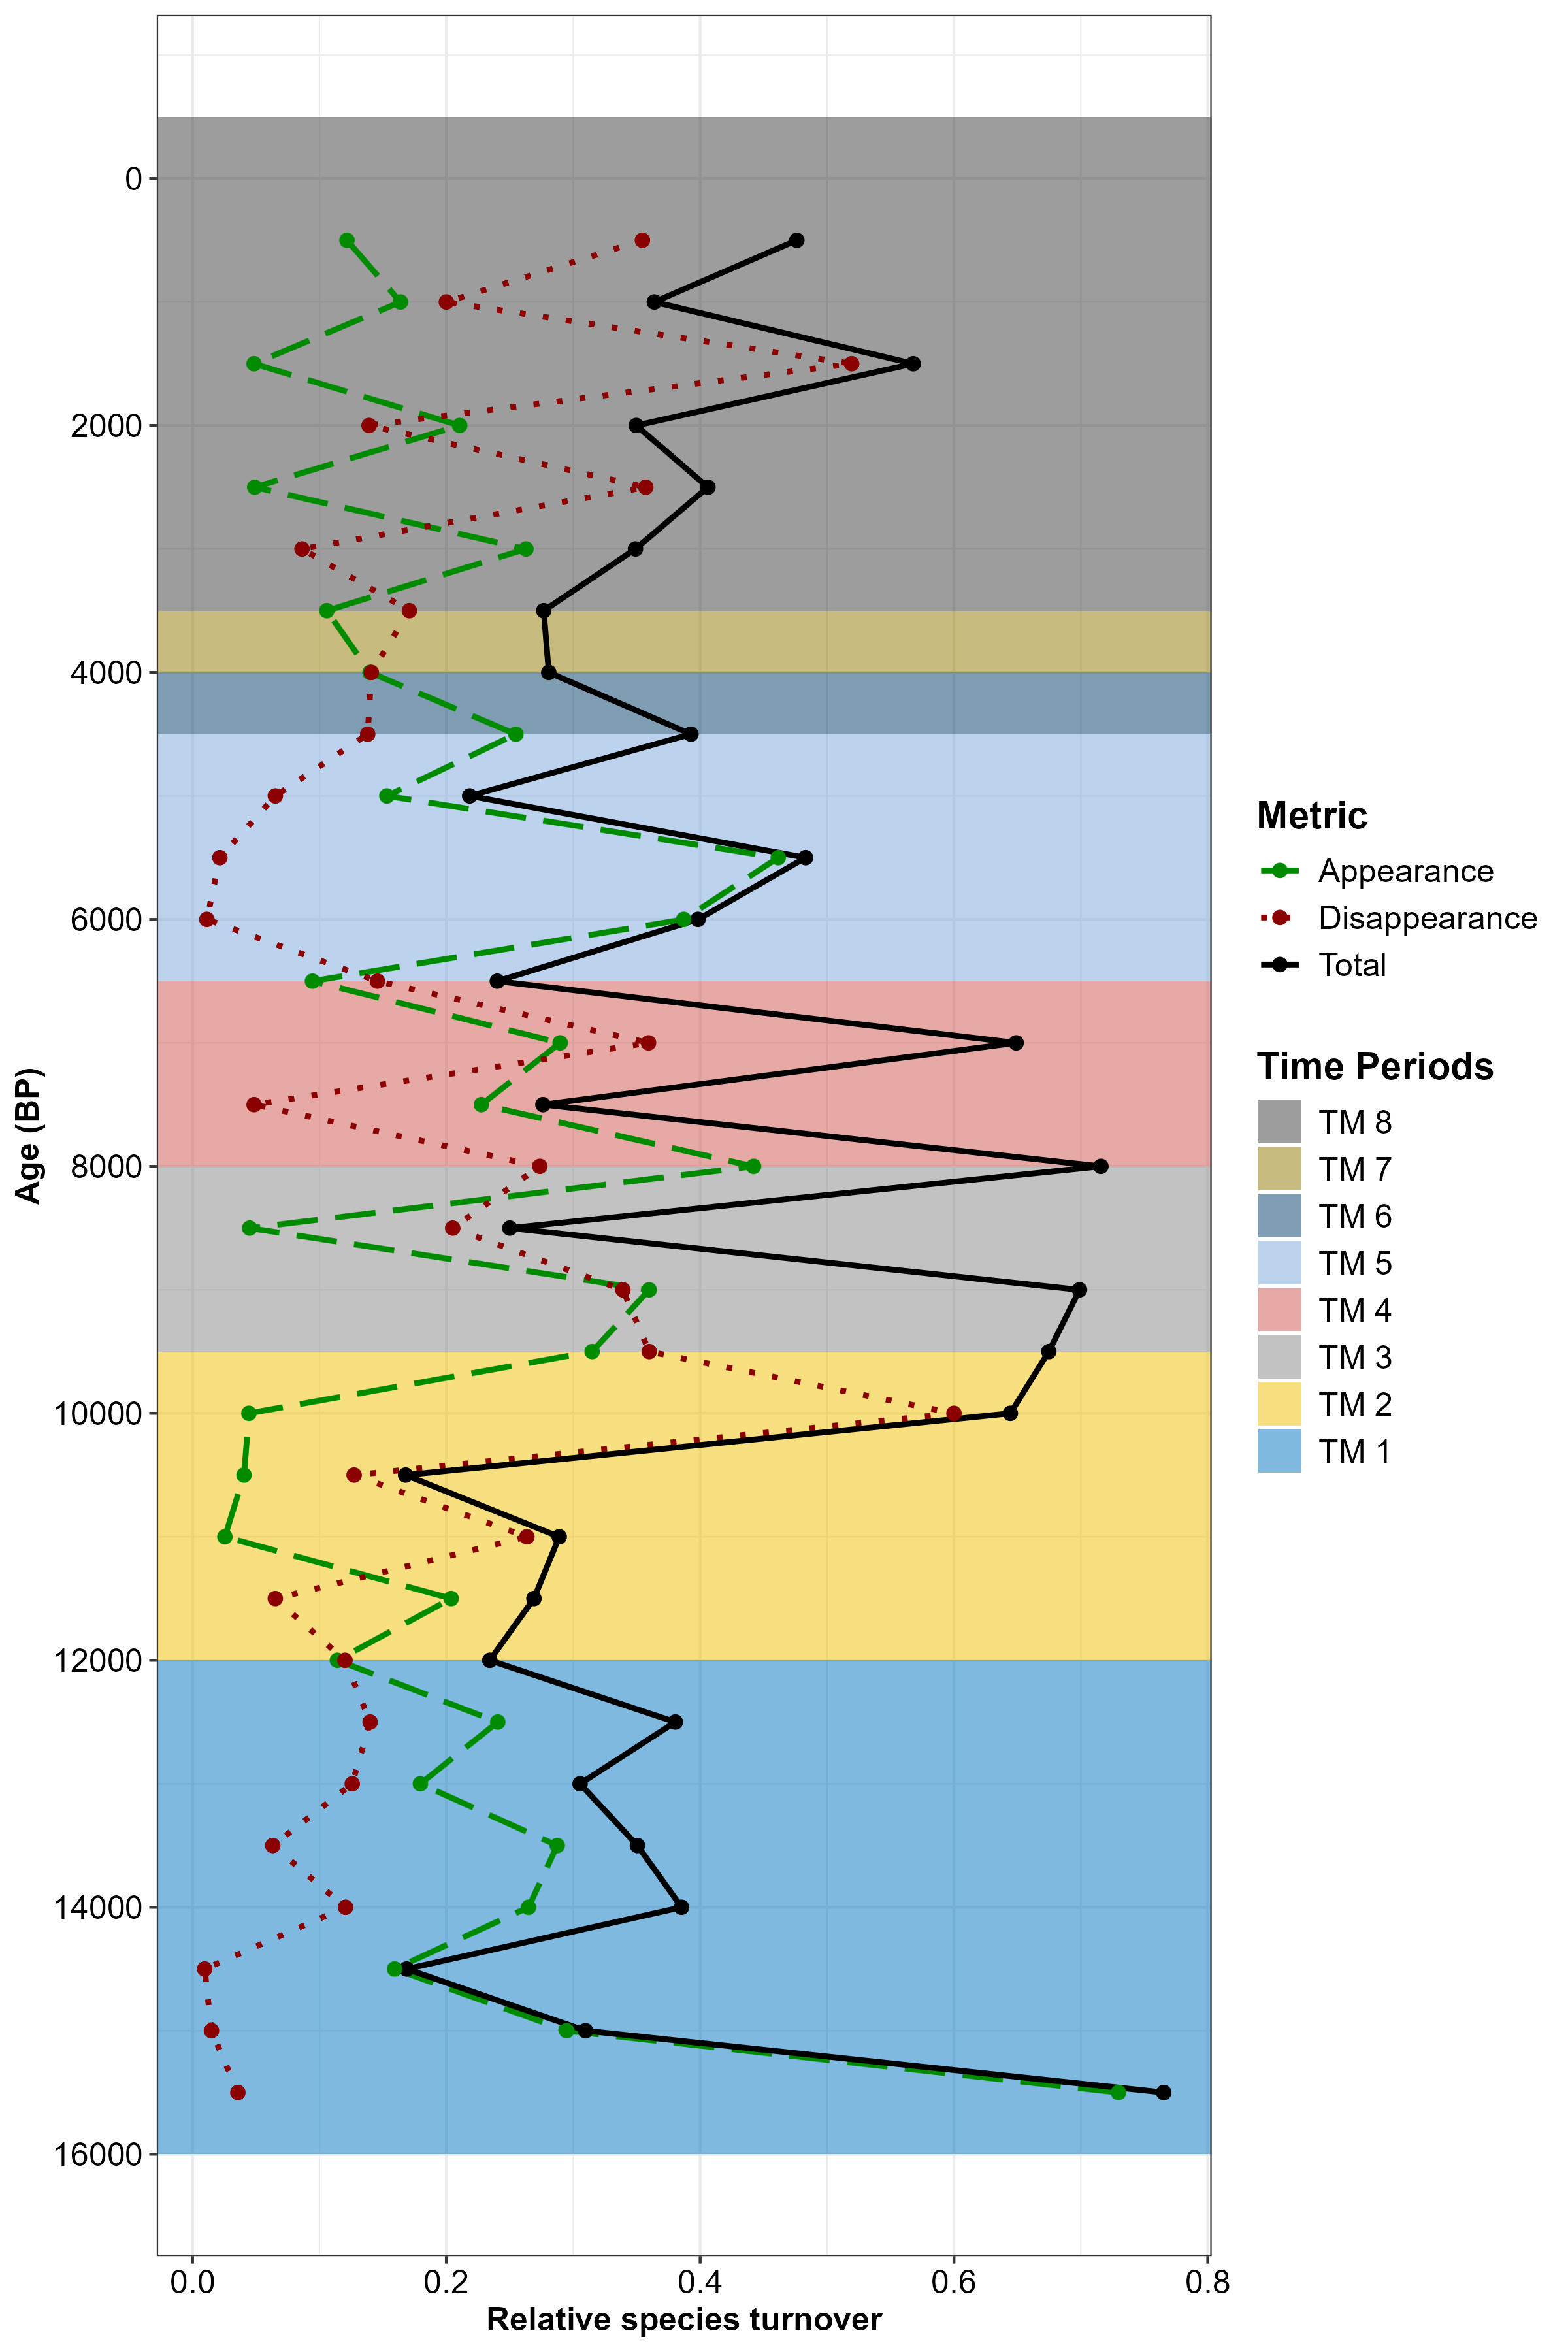 0
2000
4000
6000
8000
10000
12000
14000
16000
Age (BP)
0.0 0.2 0.4 0.6 0.8
Relative species turnover
Metric
Appearance
Disappearance
Total
Time Periods
TM 8
TM 7
TM 6
TM 5
TM 4
TM 3
TM 2
TM 1